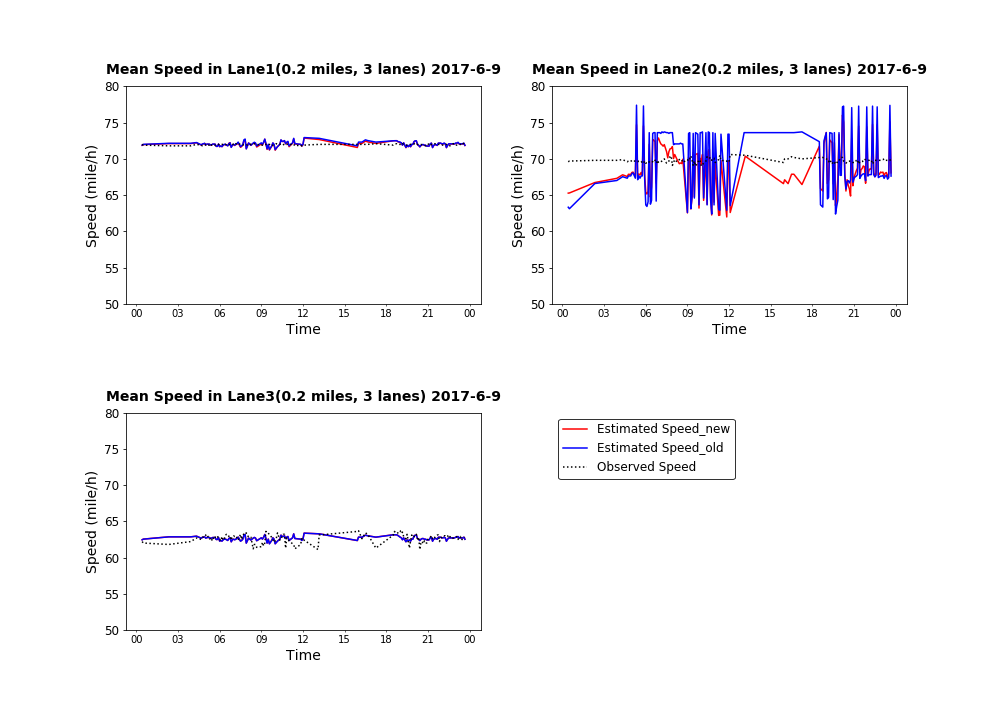 Mean Speed in Lane1(0.2 miles, 3 lanes) 2017-6-9
80
75
70
65
60
55
50
Speed (mile/h)
00 03 06 09 12 15 18 21 00
Time
Mean Speed in Lane2(0.2 miles, 3 lanes) 2017-6-9
80
75
70
65
60
55
50
Speed (mile/h)
00 03 06 09 12 15 18 21 00
Time
Mean Speed in Lane3(0.2 miles, 3 lanes) 2017-6-9
80
75
70
65
60
55
50
Speed (mile/h)
00 03 06 09 12 15 18 21 00
Time
Estimated Speed_new
Estimated Speed_old
Observed Speed